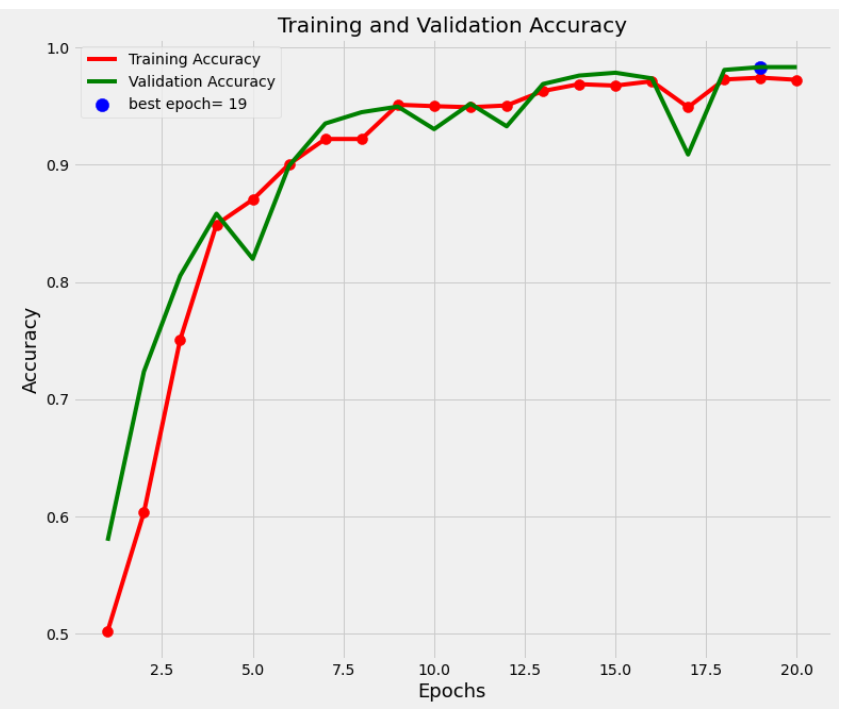 Training and Validation Accuracy
Training Accuracy
Validation Accuracy
best epoch= 19
1.0
0.9
0.8
0.7
0.6
0.5
Accuracy
2.5 5.0 7.5 10.0 12.5 15.0 17.5 20.0
Epochs